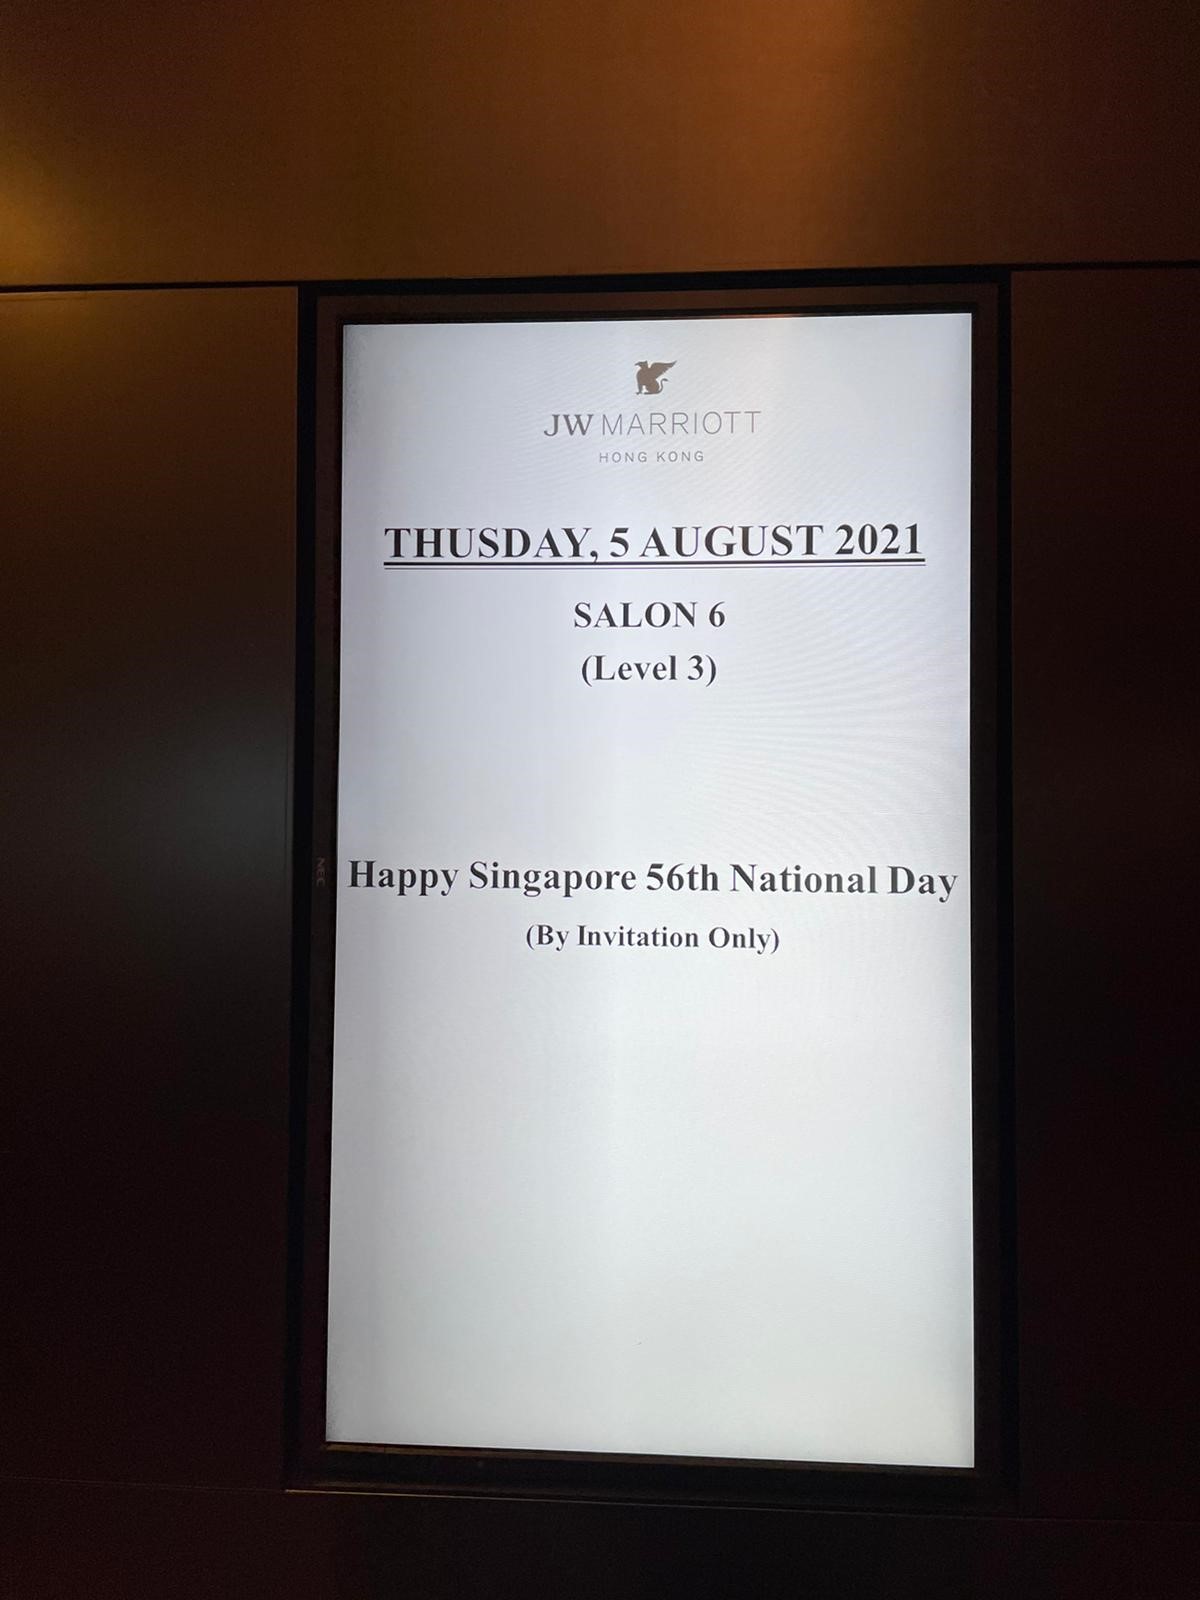 JW MARRIOTT
HONG KONG
THUSDAY, 5 AUGUST 2021
SALON 6
(Level 3)
Happy Singapore 56th National Day
(By Invitation Only)
NEC